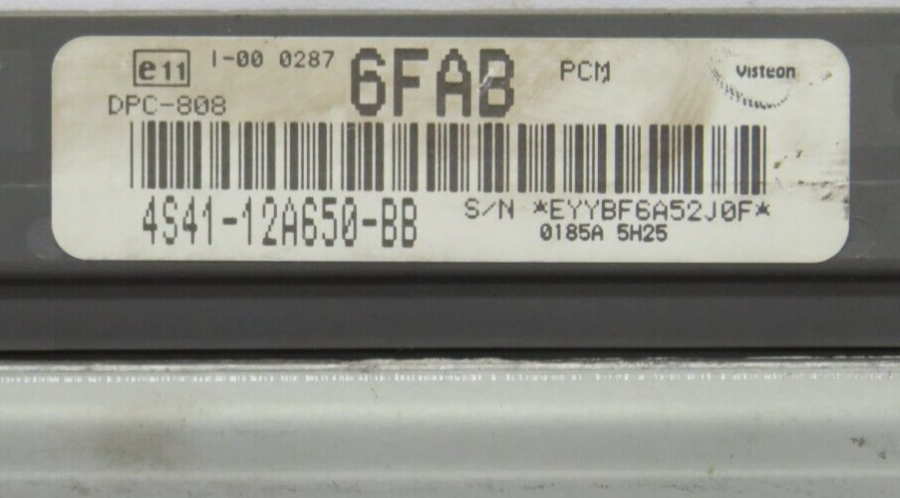 e11 I-00 0287 6FAB PCM Visteon
DPC-808
4S41-12A650-BB S/N *EYYBF6A52J0F*
0185A 5H25